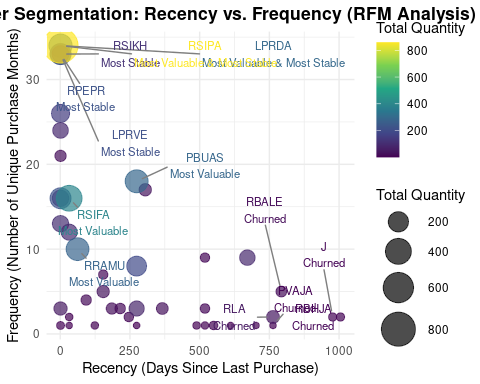 er Segmentation: Recency vs. Frequency (RFM Analysis)
Total Quantity
800
600
400
200
Total Quantity
200
400
600
800
Frequency (Number of Unique Purchase Months)
30
20
10
0
RSIKH
Most Stable
RSIPA
LPRDA
Most Valuable & Most Stable
RPEPR
Most Stable
LPRVE
Most Stable
PBUAS
Most Valuable
RSIFA
Most Valuable
RBALE
Churned
J
Churned
RRAMU
Most Valuable
PVAJA
Churned
RLA
Churned
Churned
0
250
500
750
1000
Recency (Days Since Last Purchase)